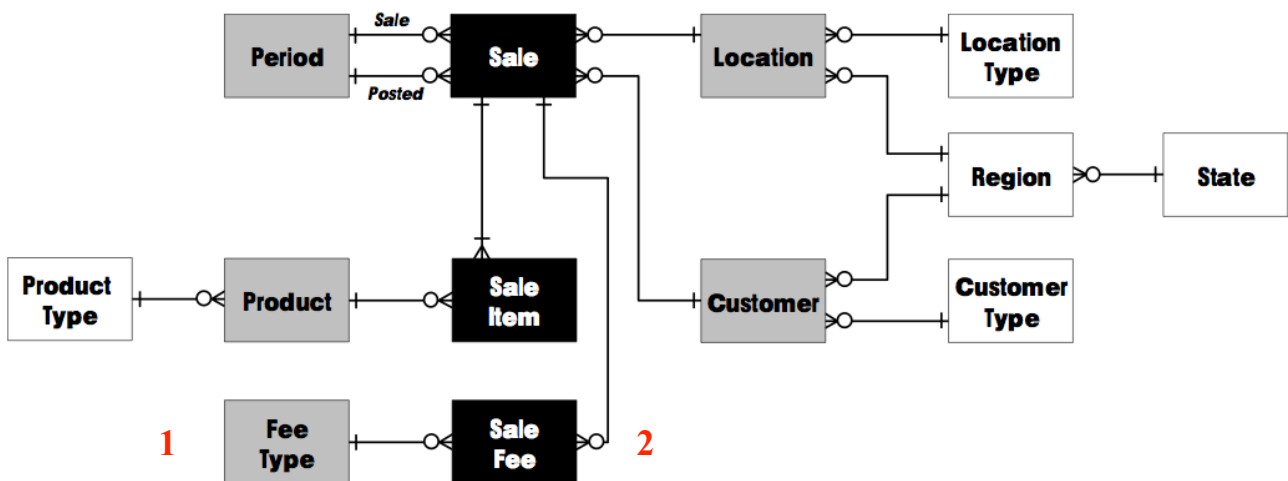 Sale
Period
Sale
Location
Location
Type
Posted
Region
State
Product
Type
Product
Sale
Item
Customer
Customer
Type
1
Fee
Type
Sale
Fee
2